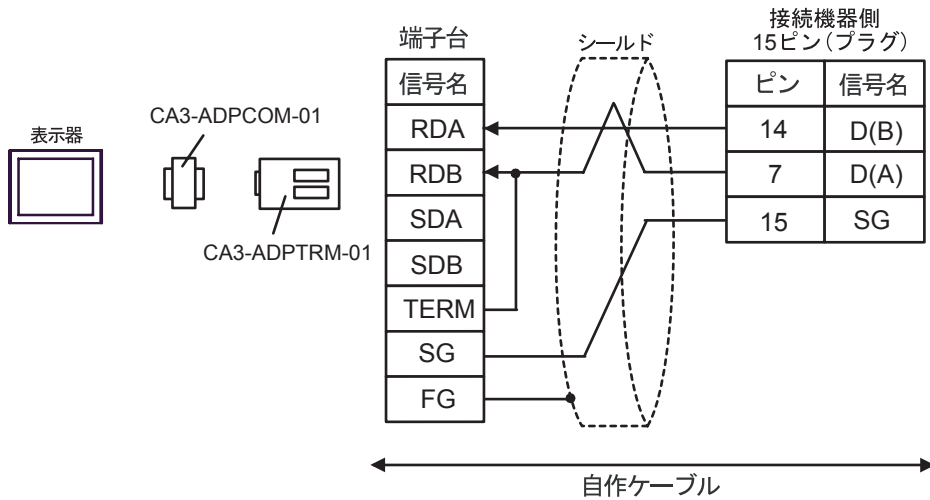 表示器
CA3-ADPCOM-01
CA3-ADPTRM-01
端子台
信号名
RDA
RDB
SDA
SDB
TERM
SG
FG
シールド
接続機器側
15ピン(プラグ)
ピン 信号名
14 D(B)
7 D(A)
15 SG
自作ケーブル